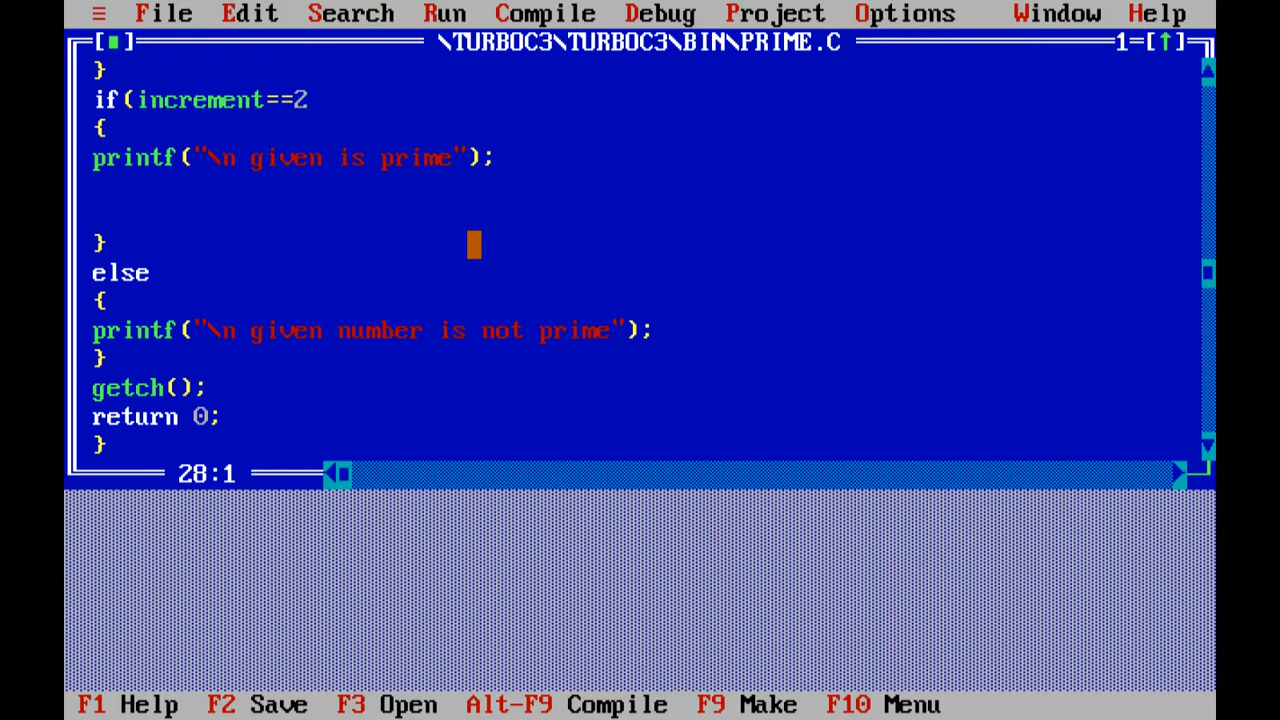 ≡ File Edit Search Run Compile Debug Project Options Window Help
[■] \TURBOC3\TURBOC3\BIN\PRIME.C 1=[↑]
}
if(increment==2
{
printf("\n given is prime");
}
else
{
printf("\n given number is not prime");
}
getch();
return 0;
}
28:1
F1 Help F2 Save F3 Open Alt-F9 Compile F9 Make F10 Menu